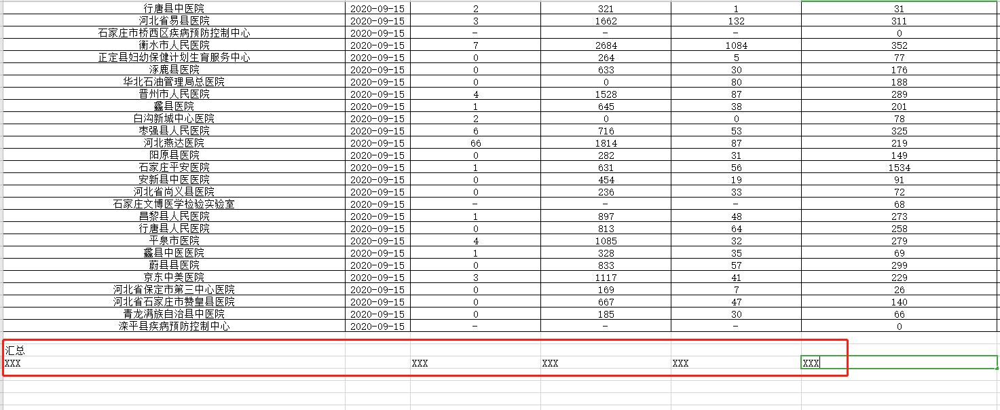 行唐县中医院 2020-09-15 2 321 1 31
河北省易县医院 2020-09-15 3 1662 132 311
石家庄市桥西区疾病预防控制中心 2020-09-15 - - - 0
衡水市人民医院 2020-09-15 7 2684 1084 352
正定县妇幼保健计划生育服务中心 2020-09-15 0 264 5 77
涿鹿县医院 2020-09-15 0 633 30 176
华北石油管理局总医院 2020-09-15 0 0 80 188
晋州市人民医院 2020-09-15 4 1528 87 289
蠡县医院 2020-09-15 1 645 38 201
白沟新城中心医院 2020-09-15 2 0 0 78
枣强县人民医院 2020-09-15 6 716 53 325
河北燕达医院 2020-09-15 66 1814 87 219
阳原县医院 2020-09-15 0 282 31 149
石家庄平安医院 2020-09-15 1 631 56 1534
安新县中医医院 2020-09-15 0 454 19 91
河北省尚义县医院 2020-09-15 0 236 33 72
石家庄文博医学检验实验室 2020-09-15 - - - 68
昌黎县人民医院 2020-09-15 1 897 48 273
行唐县人民医院 2020-09-15 0 813 64 258
平泉市医院 2020-09-15 4 1085 32 279
蠡县中医医院 2020-09-15 1 328 35 69
蔚县县医院 2020-09-15 0 833 57 299
京东中美医院 2020-09-15 3 1117 41 229
河北省保定市第三中心医院 2020-09-15 0 169 7 26
河北省石家庄市赞皇县医院 2020-09-15 0 667 47 140
青龙满族自治县中医院 2020-09-15 0 185 30 66
滦平县疾病预防控制中心 2020-09-15 - - - 0
汇总
XXX XXX XXX XXX XXX